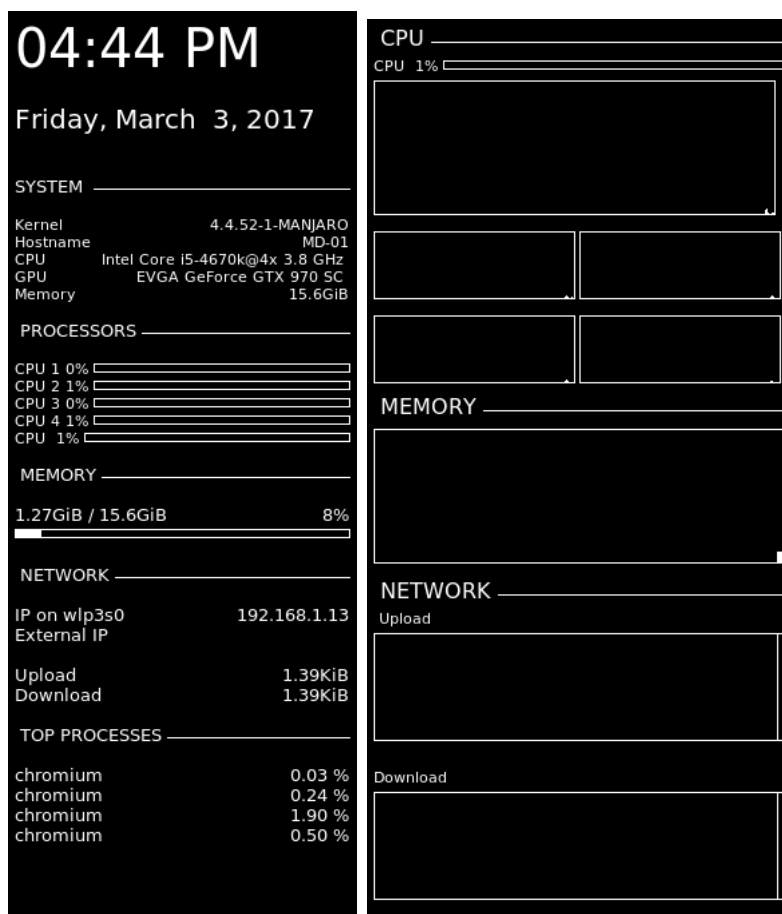 04:44 PM
Friday, March 3, 2017
SYSTEM
Kernel 4.4.52-1-MANJARO
Hostname MD-01
CPU Intel Core i5-4670k@4x 3.8 GHz
GPU EVGA GeForce GTX 970 SC
Memory 15.6GiB
PROCESSORS
CPU 1 0%
CPU 2 1%
CPU 3 0%
CPU 4 1%
CPU 1%
MEMORY
1.27GiB / 15.6GiB 8%
NETWORK
IP on wlp3s0 192.168.1.13
External IP
Upload 1.39KiB
Download 1.39KiB
TOP PROCESSES
chromium 0.03 %
chromium 0.24 %
chromium 1.90 %
chromium 0.50 %
CPU
CPU 1%
MEMORY
NETWORK
Upload
Download